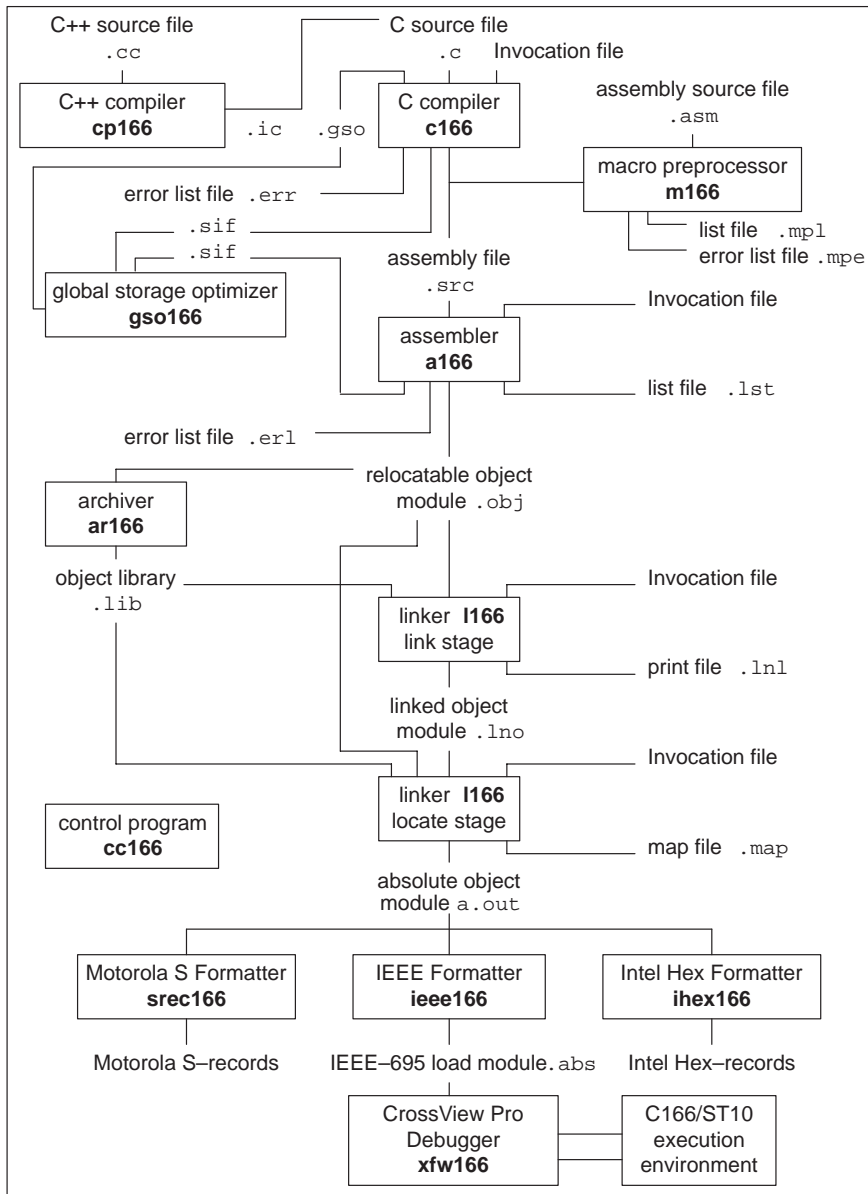 C++ source file
.cc
C source file
.c
Invocation file
C++ compiler
cp166
.ic
.gso
C compiler
c166
assembly source file
.asm
macro preprocessor
m166
error list file .err
list file .mpl
error list file .mpe
.sif
.sif
assembly file
.src
global storage optimizer
gso166
Invocation file
assembler
a166
list file .lst
error list file .erl
relocatable object
module .obj
archiver
ar166
object library
.lib
Invocation file
linker l166
link stage
print file .lnl
linked object
module .lno
Invocation file
linker l166
locate stage
control program
cc166
map file .map
absolute object
module a.out
Motorola S Formatter
srec166
IEEE Formatter
ieee166
Intel Hex Formatter
ihex166
Motorola S–records
IEEE–695 load module.abs
Intel Hex–records
CrossView Pro
Debugger
xfw166
C166/ST10
execution
environment